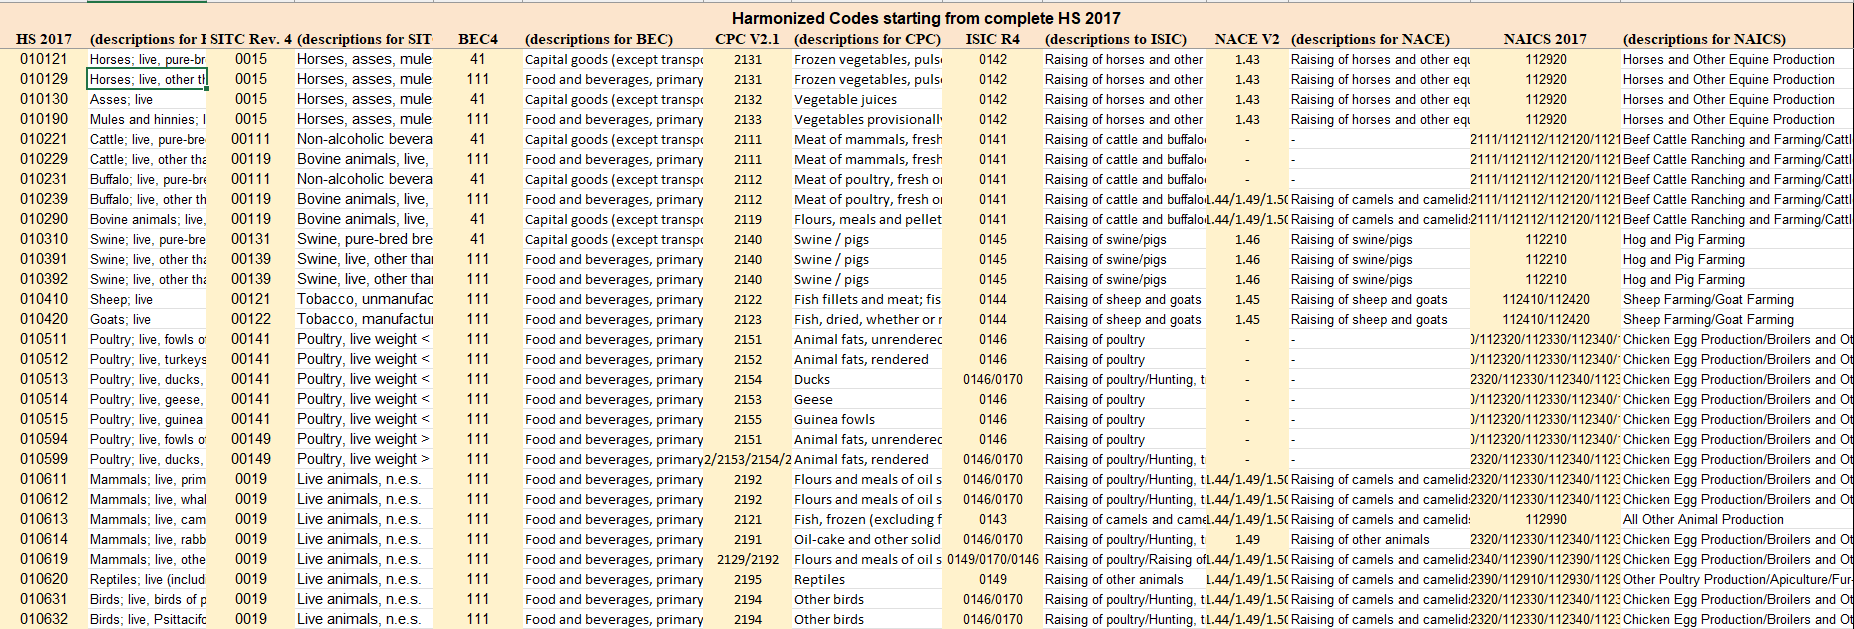 Harmonized Codes starting from complete HS 2017
HS 2017 (descriptions for H SITC Rev. 4 (descriptions for SIT BEC4 (descriptions for BEC) CPC V2.1 (descriptions for CPC) ISIC R4 (descriptions to ISIC) NACE V2 (descriptions for NACE) NAICS 2017 (descriptions for NAICS)
010121 Horses; live, pure-br 0015 Horses, asses, mule 41 Capital goods (except transpo 2131 Frozen vegetables, puls 0142 Raising of horses and other 1.43 Raising of horses and other equ 112920 Horses and Other Equine Production
010129 Horses; live, other th 0015 Horses, asses, mule 111 Food and beverages, primary 2131 Frozen vegetables, puls 0142 Raising of horses and other 1.43 Raising of horses and other equ 112920 Horses and Other Equine Production
010130 Asses; live 0015 Horses, asses, mule 41 Capital goods (except transpo 2132 Vegetable juices 0142 Raising of horses and other 1.43 Raising of horses and other equ 112920 Horses and Other Equine Production
010190 Mules and hinnies; l 0015 Horses, asses, mule 111 Food and beverages, primary 2133 Vegetables provisionally 0142 Raising of horses and other 1.43 Raising of horses and other equ 112920 Horses and Other Equine Production
010221 Cattle; live, pure-bre 00111 Non-alcoholic bevera 41 Capital goods (except transpo 2111 Meat of mammals, fresh 0141 Raising of cattle and buffalo - - 2111/112112/112120/1121 Beef Cattle Ranching and Farming/Cattl
010229 Cattle; live, other tha 00119 Bovine animals, live, 111 Food and beverages, primary 2111 Meat of mammals, fresh 0141 Raising of cattle and buffalo - - 2111/112112/112120/1121 Beef Cattle Ranching and Farming/Cattl
010231 Buffalo; live, pure-bre 00111 Non-alcoholic bevera 41 Capital goods (except transpo 2112 Meat of poultry, fresh o 0141 Raising of cattle and buffalo - - 2111/112112/112120/1121 Beef Cattle Ranching and Farming/Cattl
010239 Buffalo; live, other th 00119 Bovine animals, live, 111 Food and beverages, primary 2112 Meat of poultry, fresh o 0141 Raising of cattle and buffalo 1.44/1.49/1.50 Raising of camels and camelid 2111/112112/112120/1121 Beef Cattle Ranching and Farming/Cattl
010290 Bovine animals; live, 00119 Bovine animals, live, 41 Capital goods (except transpo 2119 Flours, meals and pellet 0141 Raising of cattle and buffalo 1.44/1.49/1.50 Raising of camels and camelid 2111/112112/112120/1121 Beef Cattle Ranching and Farming/Cattl
010310 Swine; live, pure-bre 00131 Swine, pure-bred bre 41 Capital goods (except transpo 2140 Swine / pigs 0145 Raising of swine/pigs 1.46 Raising of swine/pigs 112210 Hog and Pig Farming
010391 Swine; live, other tha 00139 Swine, live, other than 111 Food and beverages, primary 2140 Swine / pigs 0145 Raising of swine/pigs 1.46 Raising of swine/pigs 112210 Hog and Pig Farming
010392 Swine; live, other tha 00139 Swine, live, other than 111 Food and beverages, primary 2140 Swine / pigs 0145 Raising of swine/pigs 1.46 Raising of swine/pigs 112210 Hog and Pig Farming
010410 Sheep; live 00121 Tobacco, unmanufac 111 Food and beverages, primary 2122 Fish fillets and meat; fis 0144 Raising of sheep and goats 1.45 Raising of sheep and goats 112410/112420 Sheep Farming/Goat Farming
010420 Goats; live 00122 Tobacco, manufactu 111 Food and beverages, primary 2123 Fish, dried, whether or n 0144 Raising of sheep and goats 1.45 Raising of sheep and goats 112410/112420 Sheep Farming/Goat Farming
010511 Poultry; live, fowls o 00141 Poultry, live weight < 111 Food and beverages, primary 2151 Animal fats, unrendered 0146 Raising of poultry - - 0/112320/112330/112340/ Chicken Egg Production/Broilers and Ot
010512 Poultry; live, turkeys 00141 Poultry, live weight < 111 Food and beverages, primary 2152 Animal fats, rendered 0146 Raising of poultry - - 0/112320/112330/112340/ Chicken Egg Production/Broilers and Ot
010513 Poultry; live, ducks, 00141 Poultry, live weight < 111 Food and beverages, primary 2154 Ducks 0146/0170 Raising of poultry/Hunting, t - - 2320/112330/112340/1123 Chicken Egg Production/Broilers and Ot
010514 Poultry; live, geese, 00141 Poultry, live weight < 111 Food and beverages, primary 2153 Geese 0146 Raising of poultry - - 0/112320/112330/112340/ Chicken Egg Production/Broilers and Ot
010515 Poultry; live, guinea 00141 Poultry, live weight < 111 Food and beverages, primary 2155 Guinea fowls 0146 Raising of poultry - - 0/112320/112330/112340/ Chicken Egg Production/Broilers and Ot
010594 Poultry; live, fowls o 00149 Poultry, live weight > 111 Food and beverages, primary 2151 Animal fats, unrendered 0146 Raising of poultry - - 0/112320/112330/112340/ Chicken Egg Production/Broilers and Ot
010599 Poultry; live, ducks, 00149 Poultry, live weight > 111 Food and beverages, primary 2/2153/2154/2 Animal fats, rendered 0146/0170 Raising of poultry/Hunting, t - - 2320/112330/112340/1123 Chicken Egg Production/Broilers and Ot
010611 Mammals; live, prim 0019 Live animals, n.e.s. 111 Food and beverages, primary 2192 Flours and meals of oil s 0146/0170 Raising of poultry/Hunting, t 1.44/1.49/1.50 Raising of camels and camelid 2320/112330/112340/1123 Chicken Egg Production/Broilers and Ot
010612 Mammals; live, whal 0019 Live animals, n.e.s. 111 Food and beverages, primary 2192 Flours and meals of oil s 0146/0170 Raising of poultry/Hunting, t 1.44/1.49/1.50 Raising of camels and camelid 2320/112330/112340/1123 Chicken Egg Production/Broilers and Ot
010613 Mammals; live, cam 0019 Live animals, n.e.s. 111 Food and beverages, primary 2121 Fish, frozen (excluding f 0143 Raising of camels and came 1.44/1.49/1.50 Raising of camels and camelid 112990 All Other Animal Production
010614 Mammals; live, rabb 0019 Live animals, n.e.s. 111 Food and beverages, primary 2191 Oil-cake and other solid 0146/0170 Raising of poultry/Hunting, t 1.49 Raising of other animals 2320/112330/112340/1123 Chicken Egg Production/Broilers and Ot
010619 Mammals; live, othe 0019 Live animals, n.e.s. 111 Food and beverages, primary 2129/2192 Flours and meals of oil s 0149/0170/0146 Raising of poultry/Raising of 1.44/1.49/1.50 Raising of camels and camelid 2340/112390/112390/1129 Chicken Egg Production/Broilers and Ot
010620 Reptiles; live (includ 0019 Live animals, n.e.s. 111 Food and beverages, primary 2195 Reptiles 0149 Raising of other animals 1.44/1.49/1.50 Raising of camels and camelid 2390/112910/112930/1129 Other Poultry Production/Apiculture/Fur-
010631 Birds; live, birds of p 0019 Live animals, n.e.s. 111 Food and beverages, primary 2194 Other birds 0146/0170 Raising of poultry/Hunting, t 1.44/1.49/1.50 Raising of camels and camelid 2320/112330/112340/1123 Chicken Egg Production/Broilers and Ot
010632 Birds; live, Psittacifo 0019 Live animals, n.e.s. 111 Food and beverages, primary 2194 Other birds 0146/0170 Raising of poultry/Hunting, t 1.44/1.49/1.50 Raising of camels and camelid 2320/112330/112340/1123 Chicken Egg Production/Broilers and Ot